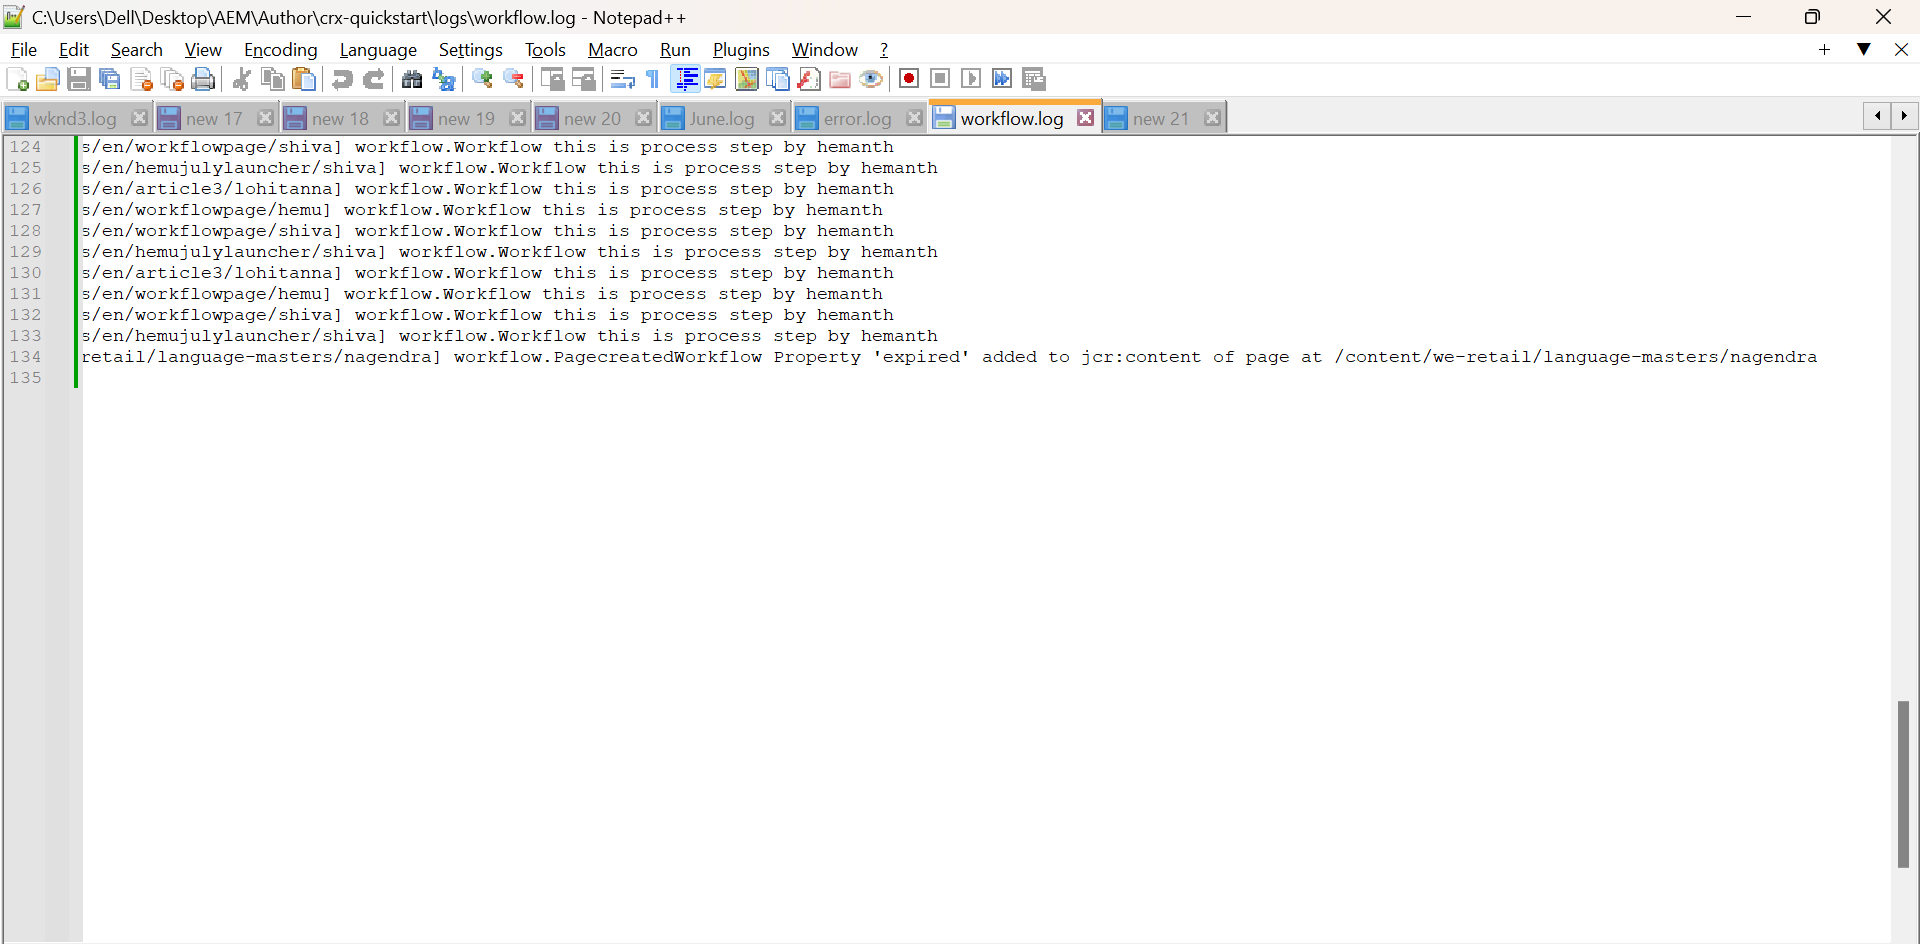 C:\Users\Dell\Desktop\AEM\Author\crx-quickstart\logs\workflow.log - Notepad++
File Edit Search View Encoding Language Settings Tools Macro Run Plugins Window ?
wknd3.log new 17 new 18 new 19 new 20 June.log error.log workflow.log new 21
124 s/en/workflowpage/shiva] workflow.Workflow this is process step by hemanth
125 s/en/hemujulylauncher/shiva] workflow.Workflow this is process step by hemanth
126 s/en/article3/lohitanna] workflow.Workflow this is process step by hemanth
127 s/en/workflowpage/hemu] workflow.Workflow this is process step by hemanth
128 s/en/workflowpage/shiva] workflow.Workflow this is process step by hemanth
129 s/en/hemujulylauncher/shiva] workflow.Workflow this is process step by hemanth
130 s/en/article3/lohitanna] workflow.Workflow this is process step by hemanth
131 s/en/workflowpage/hemu] workflow.Workflow this is process step by hemanth
132 s/en/workflowpage/shiva] workflow.Workflow this is process step by hemanth
133 s/en/hemujulylauncher/shiva] workflow.Workflow this is process step by hemanth
134 retail/language-masters/nagendra] workflow.PagecreatedWorkflow Property 'expired' added to jcr:content of page at /content/we-retail/language-masters/nagendra
135